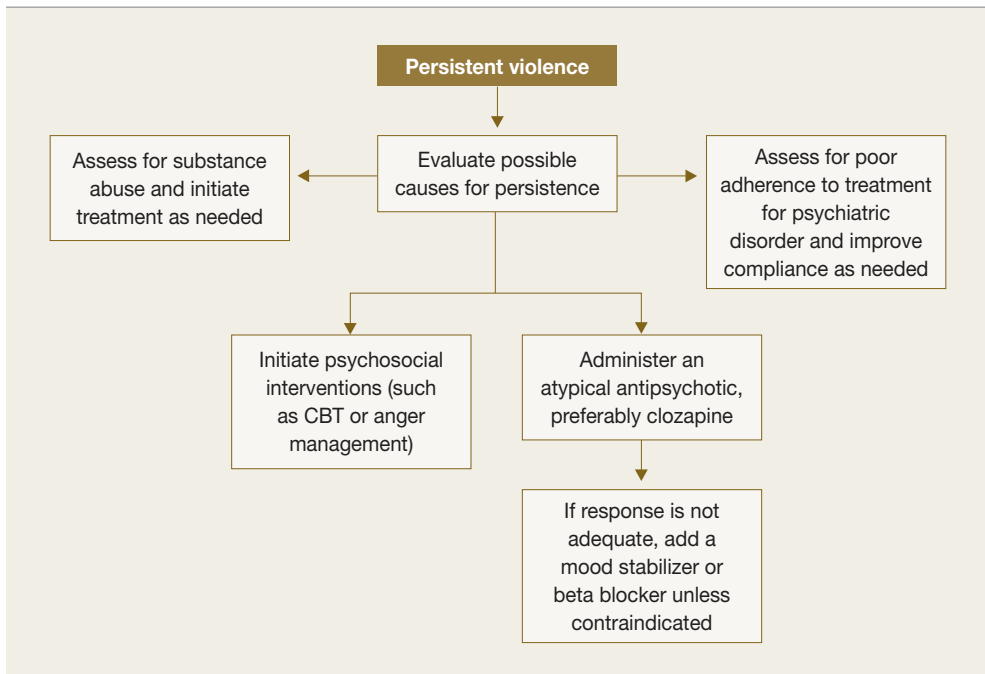 Persistent violence
Evaluate possible
causes for persistence
Assess for substance
abuse and initiate
treatment as needed
Assess for poor
adherence to treatment
for psychiatric
disorder and improve
compliance as needed
Initiate psychosocial
interventions (such
as CBT or anger
management)
Administer an
atypical antipsychotic,
preferably clozapine
If response is not
adequate, add a
mood stabilizer or
beta blocker unless
contraindicated